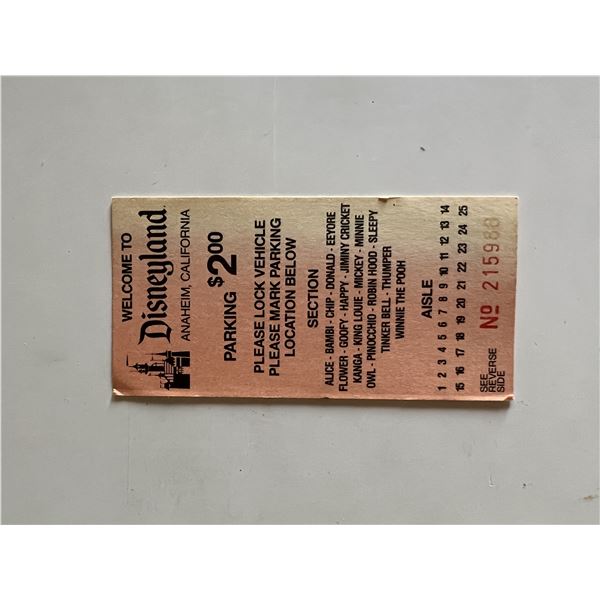 WELCOME TO
Disneyland®
ANAHEIM, CALIFORNIA
PARKING $2.00
PLEASE LOCK VEHICLE
PLEASE MARK PARKING
LOCATION BELOW
SECTION
ALICE - BAMBI - CHIP - DONALD - EEYORE
FLOWER - GOOFY - HAPPY - JIMINY CRICKET
KANGA - KING LOUIE - MICKEY - MINNIE
OWL - PINOCCHIO - ROBIN HOOD - SLEEPY
TINKER BELL - THUMPER
WINNIE THE POOH
AISLE
1 2 3 4 5 6 7 8 9 10 11 12 13 14
15 16 17 18 19 20 21 22 23 24 25
SEE
REVERSE
SIDE
No 215988